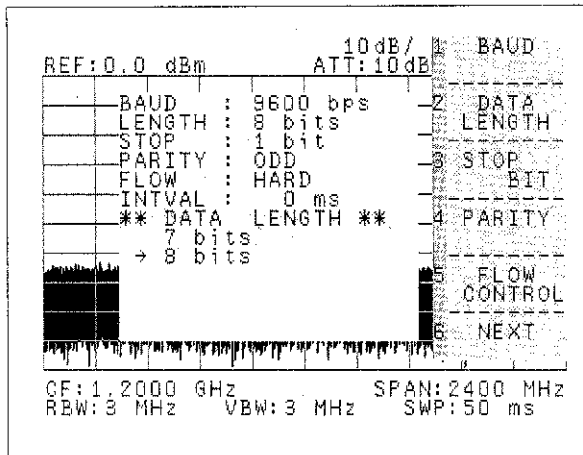 10dB/
REF:0.0 dBm ATT:10dB
BAUD : 9600 bps
LENGTH : 8 bits
STOP : 1 bit
PARITY : ODD
FLOW : HARD
INTVAL : 0 ms
** DATA LENGTH **
7 bits
→ 8 bits
CF:1.2000 GHz SPAN:2400 MHz
RBW:3 MHz VBW:3 MHz SWP:50 ms
1 BAUD
2 DATA
LENGTH
3 STOP
BIT
4 PARITY
5 FLOW
CONTROL
6 NEXT